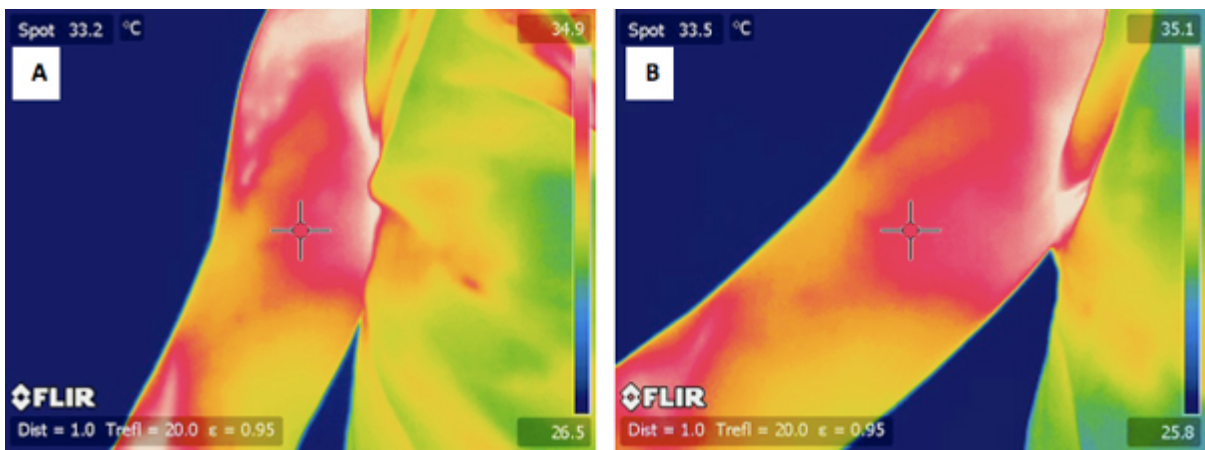 Spot 33.2 °C
34.9
A
FLIR
Dist = 1.0 Trefl = 20.0 ε = 0.95
26.5
Spot 33.5 °C
35.1
B
FLIR
Dist = 1.0 Trefl = 20.0 ε = 0.95
25.8